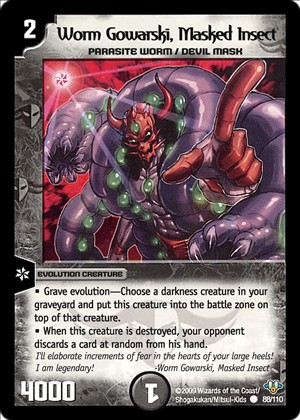 2
Worm Gowarski, Masked Insect
PARASITE WORM / DEVIL MASK
EVOLUTION CREATURE
■ Grave evolution—Choose a darkness creature in your
graveyard and put this creature into the battle zone on
top of that creature.
■ When this creature is destroyed, your opponent
discards a card at random from his hand.
I'll elaborate increments of fear in the hearts of your large heels!
I am legendary! -Worm Gowarski, Masked Insect
4000
1
©2009 Wizards of the Coast/
Shogakukan/Mitsui-Kids
88/110